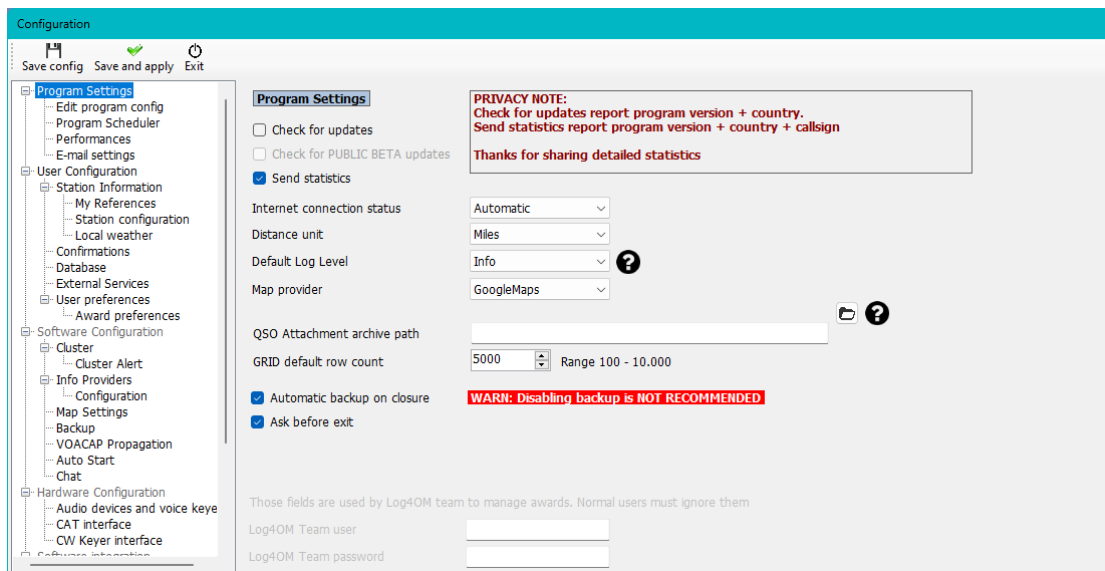 Configuration
Save config Save and apply Exit
Program Settings
Edit program config
Program Scheduler
Performances
E-mail settings
User Configuration
Station Information
My References
Station configuration
Local weather
Confirmations
Database
External Services
User preferences
Award preferences
Software Configuration
Cluster
Cluster Alert
Info Providers
Configuration
Map Settings
Backup
VOACAP Propagation
Auto Start
Chat
Hardware Configuration
Audio devices and voice keye
CAT interface
CW Keyer interface
Software integration
Program Settings
Check for updates
Check for PUBLIC BETA updates
Send statistics
PRIVACY NOTE:
Check for updates report program version + country.
Send statistics report program version + country + callsign
Thanks for sharing detailed statistics
Internet connection status Automatic
Distance unit Miles
Default Log Level Info ?
Map provider GoogleMaps
?
QSO Attachment archive path
GRID default row count 5000 Range 100 - 10.000
Automatic backup on closure WARN: Disabling backup is NOT RECOMMENDED
Ask before exit
Those fields are used by Log4OM team to manage awards. Normal users must ignore them
Log4OM Team user
Log4OM Team password